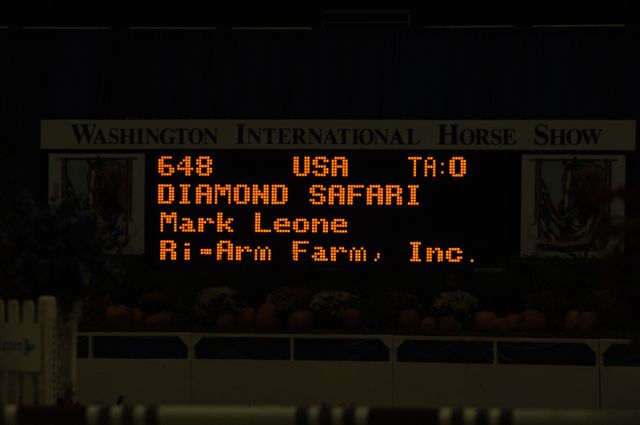 WASHINGTON INTERNATIONAL HORSE SHOW
648 USA TA:0
DIAMOND SAFARI
Mark Leone
Ri-Arm Farm, Inc.